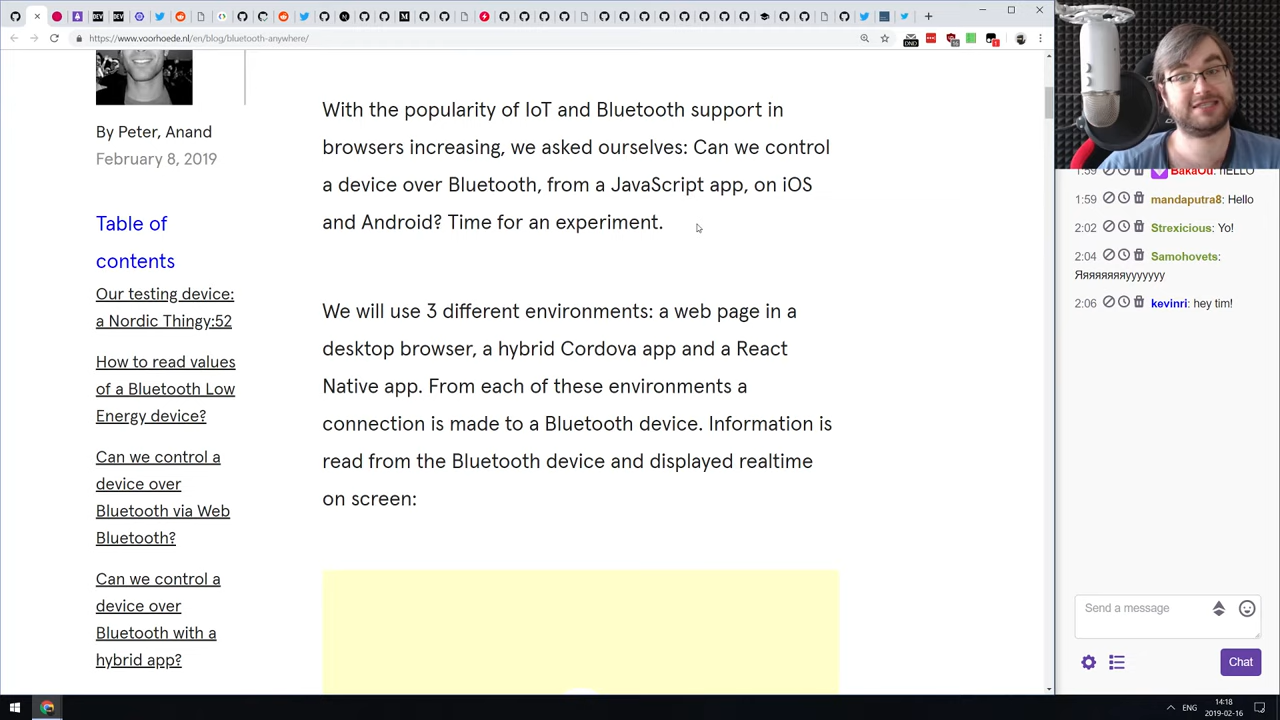 https://www.voorhoede.nl/en/blog/bluetooth-anywhere/
By Peter, Anand
February 8, 2019
Table of
contents
Our testing device:
a Nordic Thingy:52
How to read values
of a Bluetooth Low
Energy device?
Can we control a
device over
Bluetooth via Web
Bluetooth?
Can we control a
device over
Bluetooth with a
hybrid app?
With the popularity of IoT and Bluetooth support in
browsers increasing, we asked ourselves: Can we control
a device over Bluetooth, from a JavaScript app, on iOS
and Android? Time for an experiment.
We will use 3 different environments: a web page in a
desktop browser, a hybrid Cordova app and a React
Native app. From each of these environments a
connection is made to a Bluetooth device. Information is
read from the Bluetooth device and displayed realtime
on screen:
1:59 BakaOu: hELLO
1:59 mandaputra8: Hello
2:02 Strexicious: Yo!
2:04 Samohovets:
Яяяяяяяяууууууу
2:06 kevinri: hey tim!
Send a message
Chat
ENG
14:18
2019-02-16